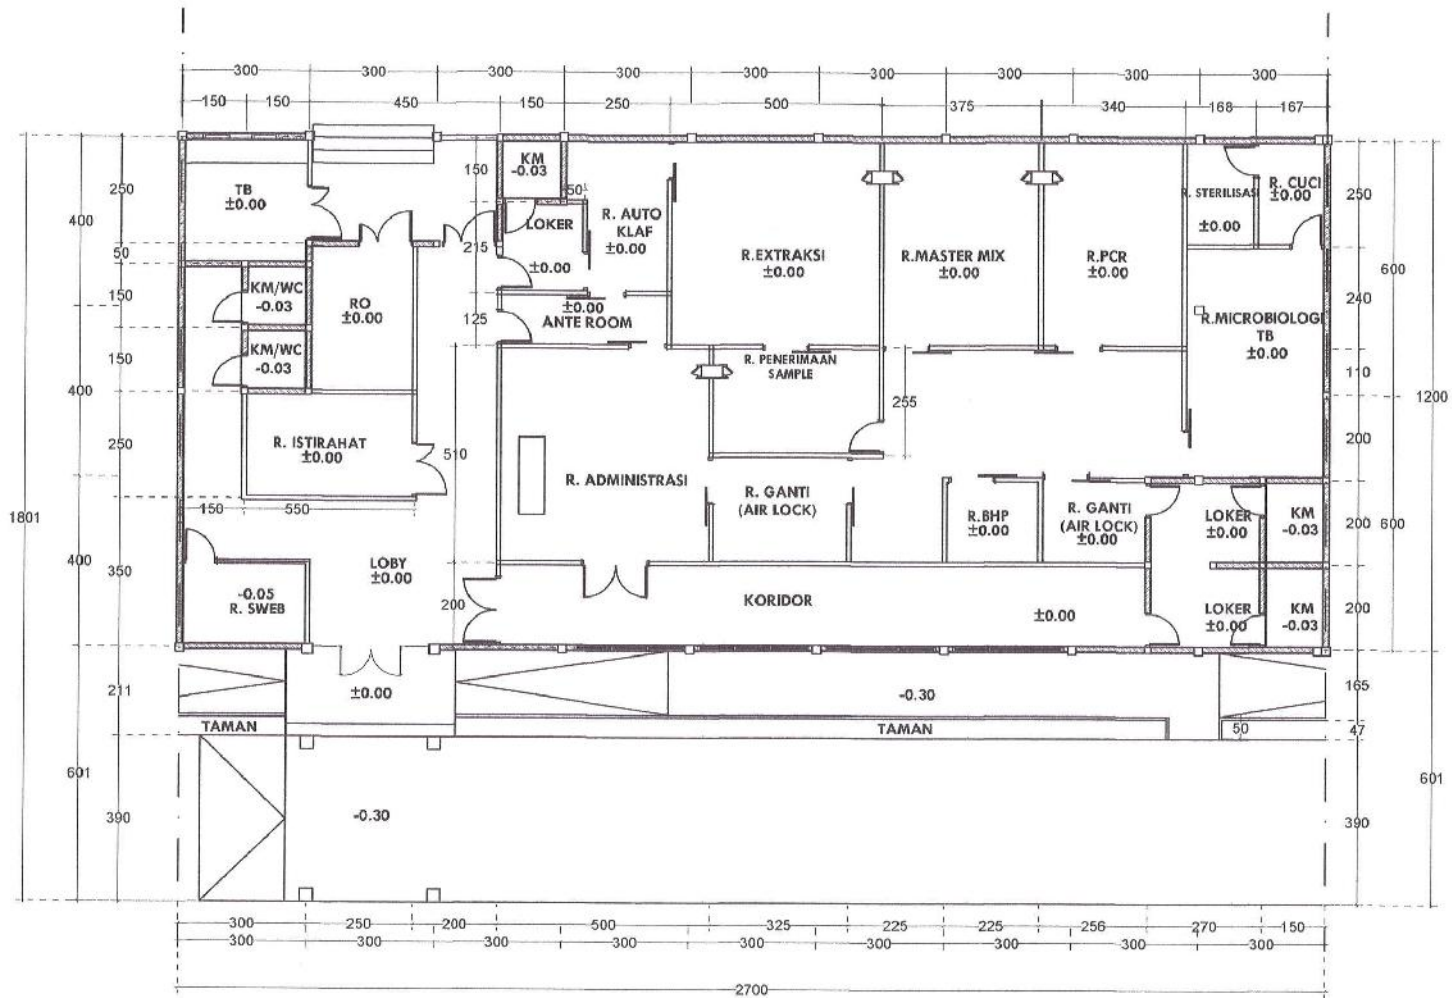 300 300 300 300 300 300 300 300 300
150 150 450 150 250 500 375 340 168 167
KM
-0.03
150
50
TB
±0.00
250
400
50
LOKER
±0.00
215
R. AUTO
KLAF
±0.00
R.EXTRAKSI
±0.00
R.MASTER MIX
±0.00
R.PCR
±0.00
R. STERILISASI
±0.00
R. CUCI
±0.00
250
600
240
KM/WC
-0.03
150
RO
±0.00
125
±0.00
ANTE ROOM
R.MICROBIOLOGI
TB
±0.00
KM/WC
-0.03
150
400
R. PENERIMAAN
SAMPLE
255
110
1200
200
250
R. ISTIRAHAT
±0.00
510
R. ADMINISTRASI
R. GANTI
(AIR LOCK)
R.BHP
±0.00
R. GANTI
(AIR LOCK)
±0.00
LOKER
±0.00
KM
-0.03
200 600
150 550
1801
400
350
LOBY
±0.00
-0.05
R. SWEB
200
KORIDOR
±0.00
LOKER
±0.00
KM
-0.03
200
211
±0.00
-0.30
165
TAMAN
TAMAN
50
47
601
390
-0.30
390
601
300 250 200 500 325 225 225 256 270 150
300 300 300 300 300 300 300 300 300
2700